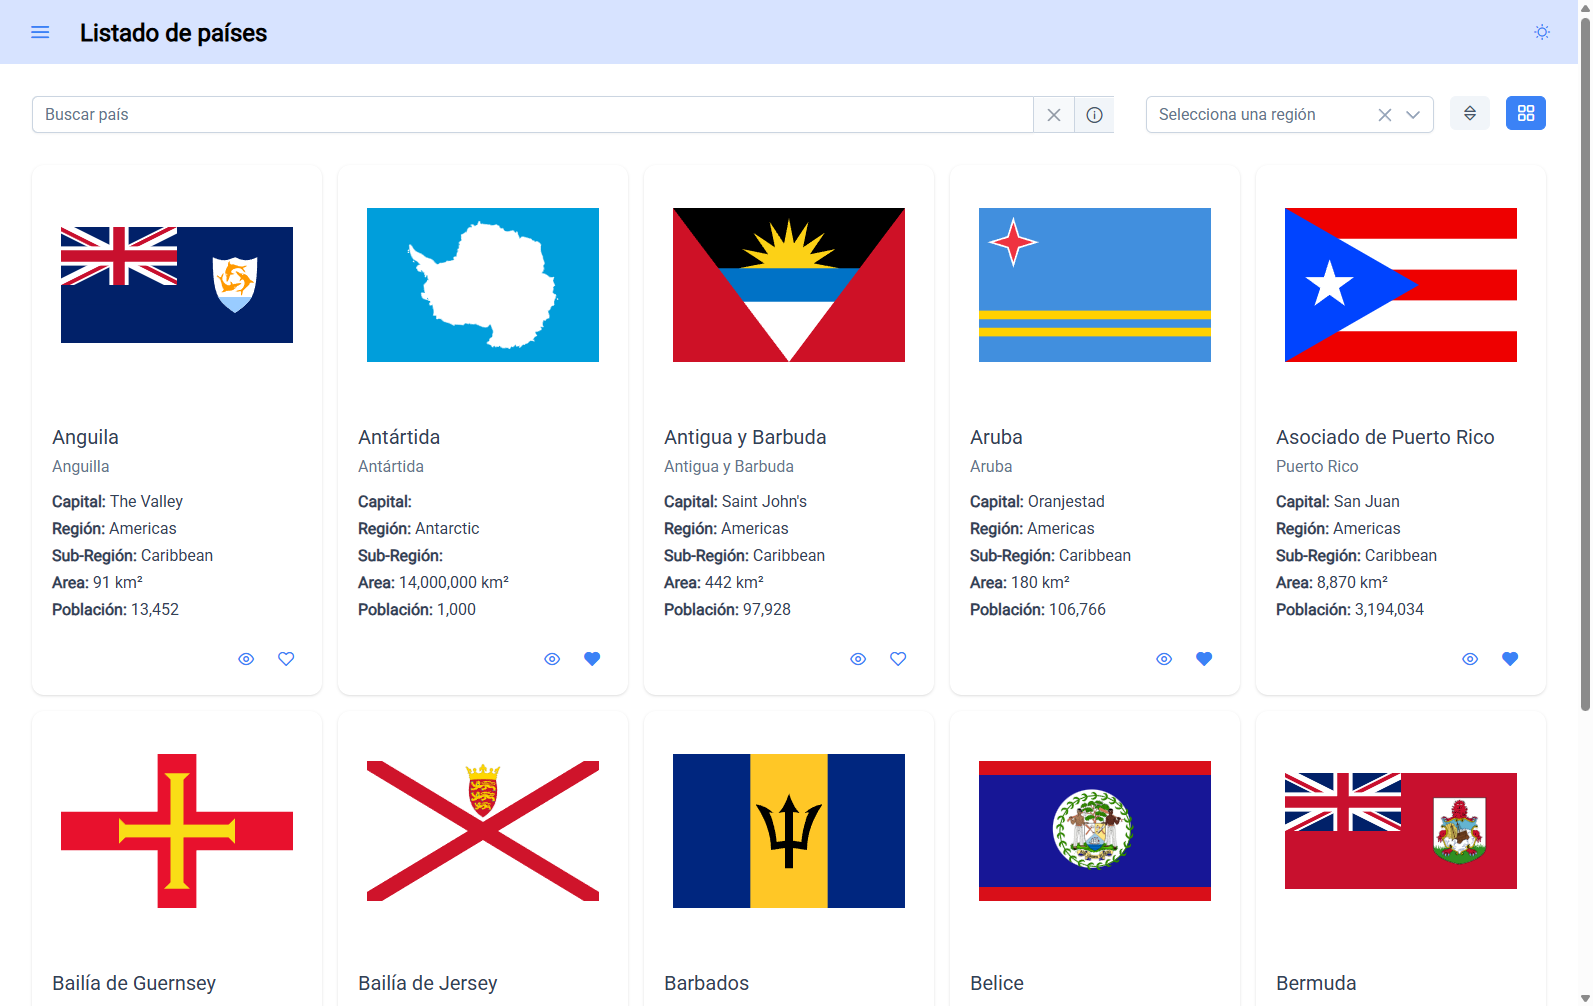 Listado de países
Buscar país
Selecciona una región
Anguila
Anguilla
Capital: The Valley
Región: Americas
Sub-Región: Caribbean
Area: 91 km²
Población: 13,452
Antártida
Antártida
Capital:
Región: Antarctic
Sub-Región:
Area: 14,000,000 km²
Población: 1,000
Antigua y Barbuda
Antigua y Barbuda
Capital: Saint John's
Región: Americas
Sub-Región: Caribbean
Area: 442 km²
Población: 97,928
Aruba
Aruba
Capital: Oranjestad
Región: Americas
Sub-Región: Caribbean
Area: 180 km²
Población: 106,766
Asociado de Puerto Rico
Puerto Rico
Capital: San Juan
Región: Americas
Sub-Región: Caribbean
Area: 8,870 km²
Población: 3,194,034
Bailía de Guernsey
Bailía de Jersey
Barbados
Belice
Bermuda